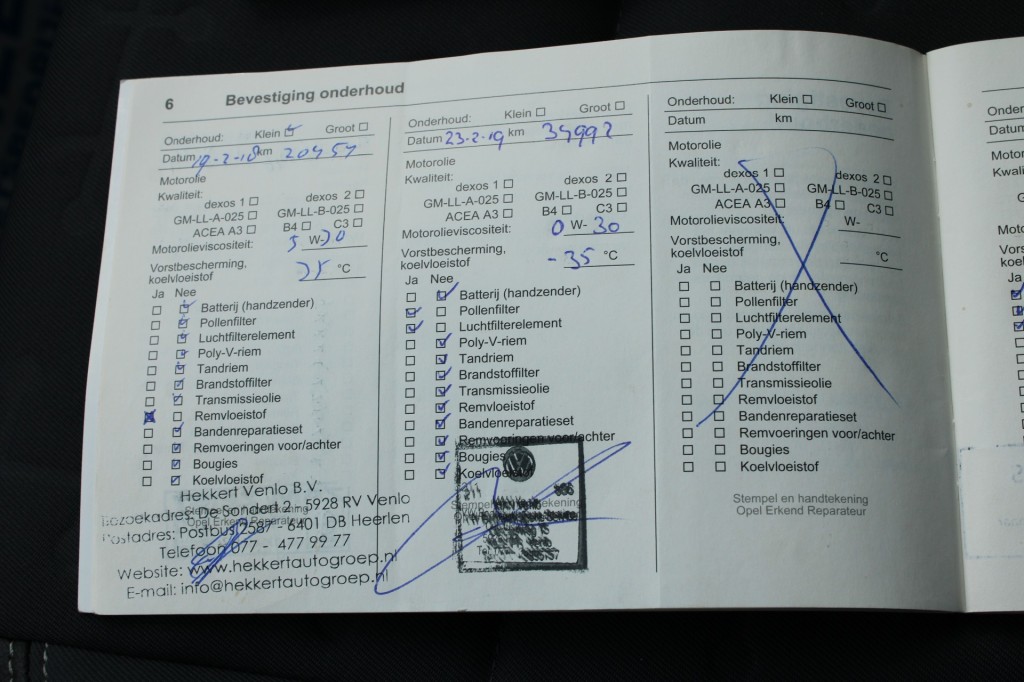 6 Bevestiging onderhoud
Onderhoud: Klein Groot
Datum 19-2-18 km 20457
Motorolie
Kwaliteit:
dexos 1 dexos 2
GM-LL-A-025 GM-LL-B-025
ACEA A3 B4 C3
Motorolieviscositeit: 5 W-30
Vorstbescherming,
koelvloeistof °C
Ja Nee
Batterij (handzender)
Pollenfilter
Luchtfilterelement
Poly-V-riem
Tandriem
Brandstoffilter
Transmissieolie
Remvloeistof
Bandenreparatieset
Remvoeringen voor/achter
Bougies
Koelvloeistof
Stempel en handtekening
Opel Erkend Reparateur
Hekkert Venlo B.V.
Bezoekadres: De Sondert 2 - 5928 RV Venlo
Postadres: Postbus 2587 - 6401 DB Heerlen
Telefoon 077 - 477 99 77
Website: www.hekkertautogroep.nl
E-mail: info@hekkertautogroep.nl
Onderhoud: Klein Groot
Datum 23-2-19 km 34992
Motorolie
Kwaliteit:
dexos 1 dexos 2
GM-LL-A-025 GM-LL-B-025
ACEA A3 B4 C3
Motorolieviscositeit: 0 W-30
Vorstbescherming,
koelvloeistof -35 °C
Ja Nee
Batterij (handzender)
Pollenfilter
Luchtfilterelement
Poly-V-riem
Tandriem
Brandstoffilter
Transmissieolie
Remvloeistof
Bandenreparatieset
Remvoeringen voor/achter
Bougies
Koelvloeistof
Onderhoud: Klein Groot
Datum km
Motorolie
Kwaliteit:
dexos 1 dexos 2
GM-LL-A-025 GM-LL-B-025
ACEA A3 B4 C3
Motorolieviscositeit: W-
Vorstbescherming,
koelvloeistof °C
Ja Nee
Batterij (handzender)
Pollenfilter
Luchtfilterelement
Poly-V-riem
Tandriem
Brandstoffilter
Transmissieolie
Remvloeistof
Bandenreparatieset
Remvoeringen voor/achter
Bougies
Koelvloeistof
Stempel en handtekening
Opel Erkend Reparateur